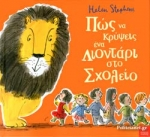 Helen Stephens
Πώς να
κρύψεις
ένα
Λιοντάρι
στο
Σχολείο